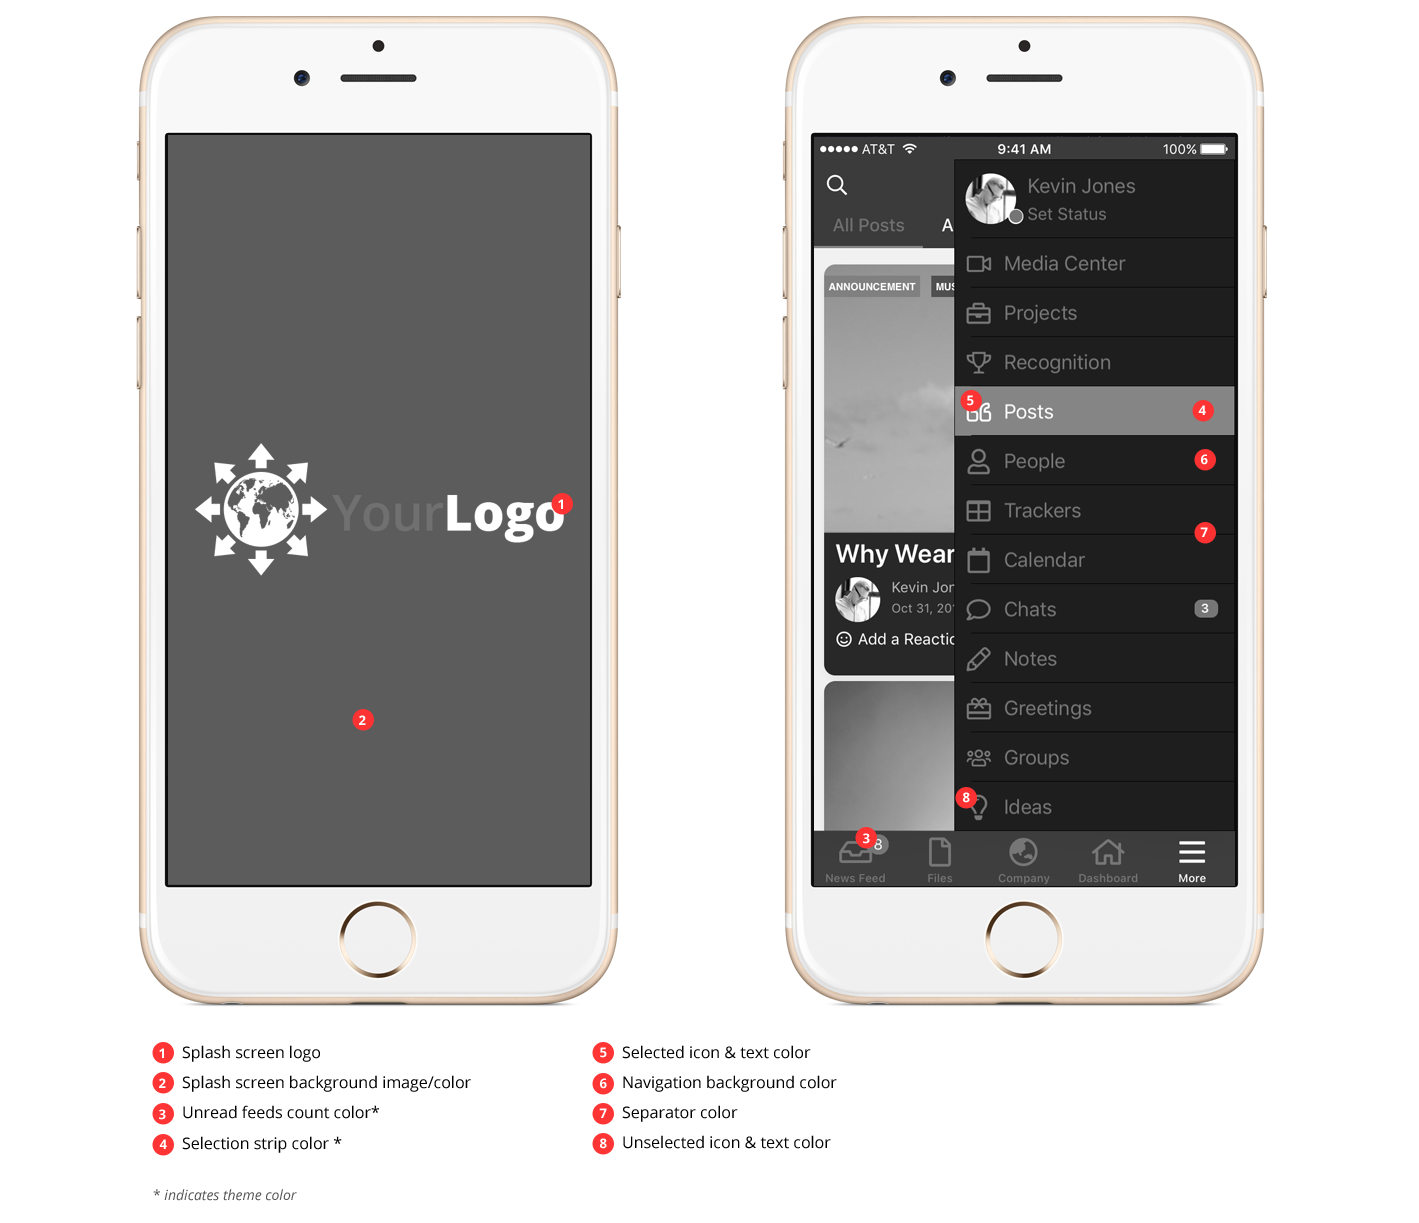 YourLogo
1
2
AT&T 9:41 AM 100%
Kevin Jones
Set Status
All Posts A
Media Center
ANNOUNCEMENT MUS
Projects
Recognition
5 Posts 4
People 6
Trackers
7
Calendar
Chats 3
Notes
Greetings
Groups
8 Ideas
Why Wear
Kevin Jon
Oct 31, 201
Add a Reactio
3 8
News Feed Files Company Dashboard More
1 Splash screen logo
2 Splash screen background image/color
3 Unread feeds count color*
4 Selection strip color *
5 Selected icon & text color
6 Navigation background color
7 Separator color
8 Unselected icon & text color
* indicates theme color